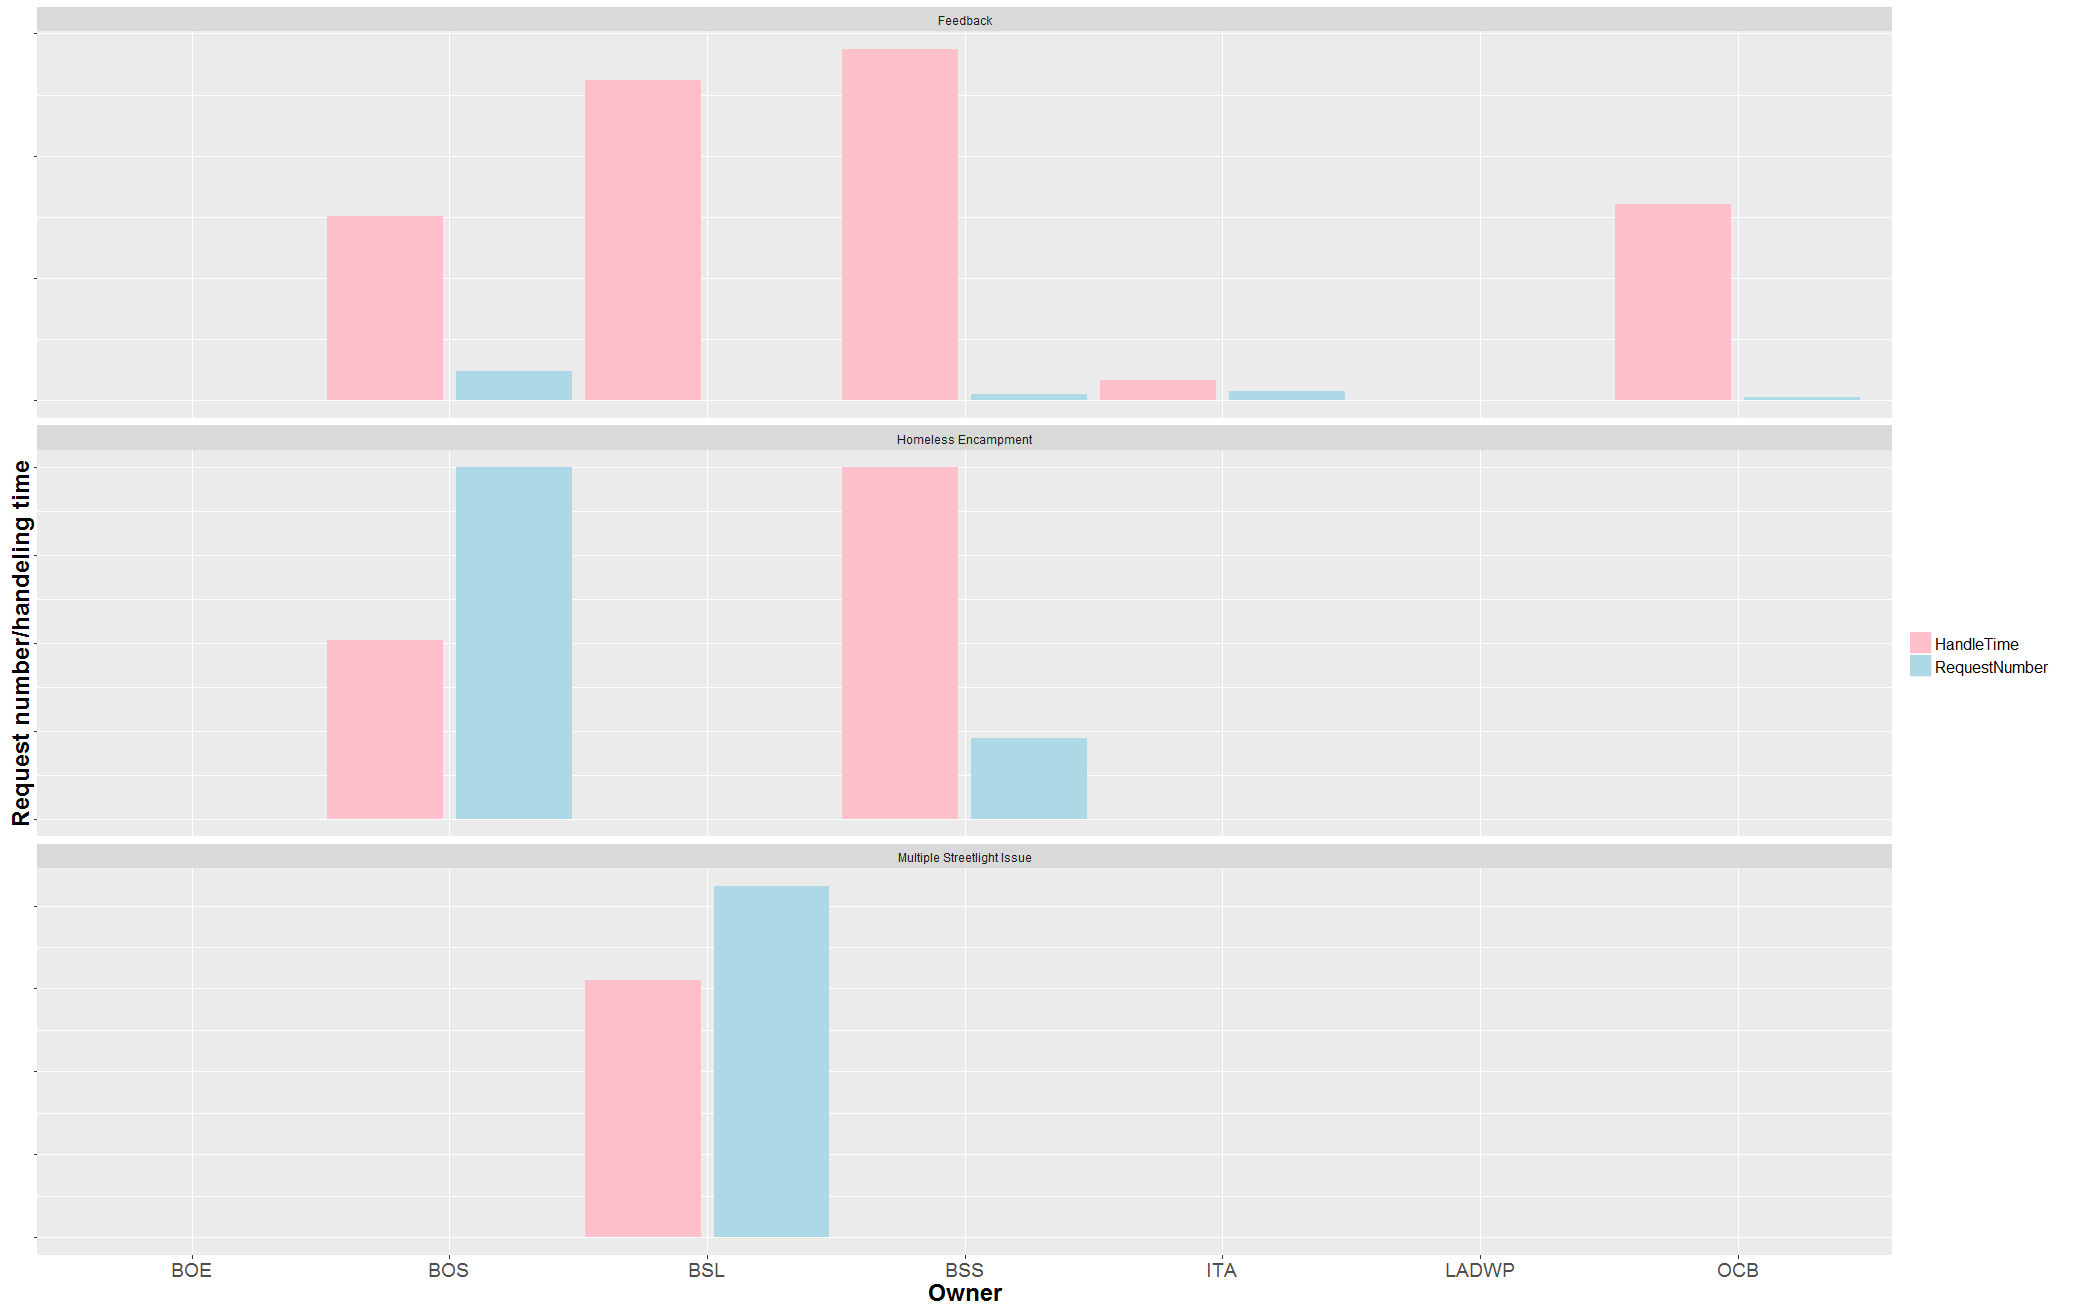 Feedback
Homeless Encampment
Multiple Streetlight Issue
Request number/handeling time
HandleTime
RequestNumber
BOE BOS BSL BSS ITA LADWP OCB
Owner